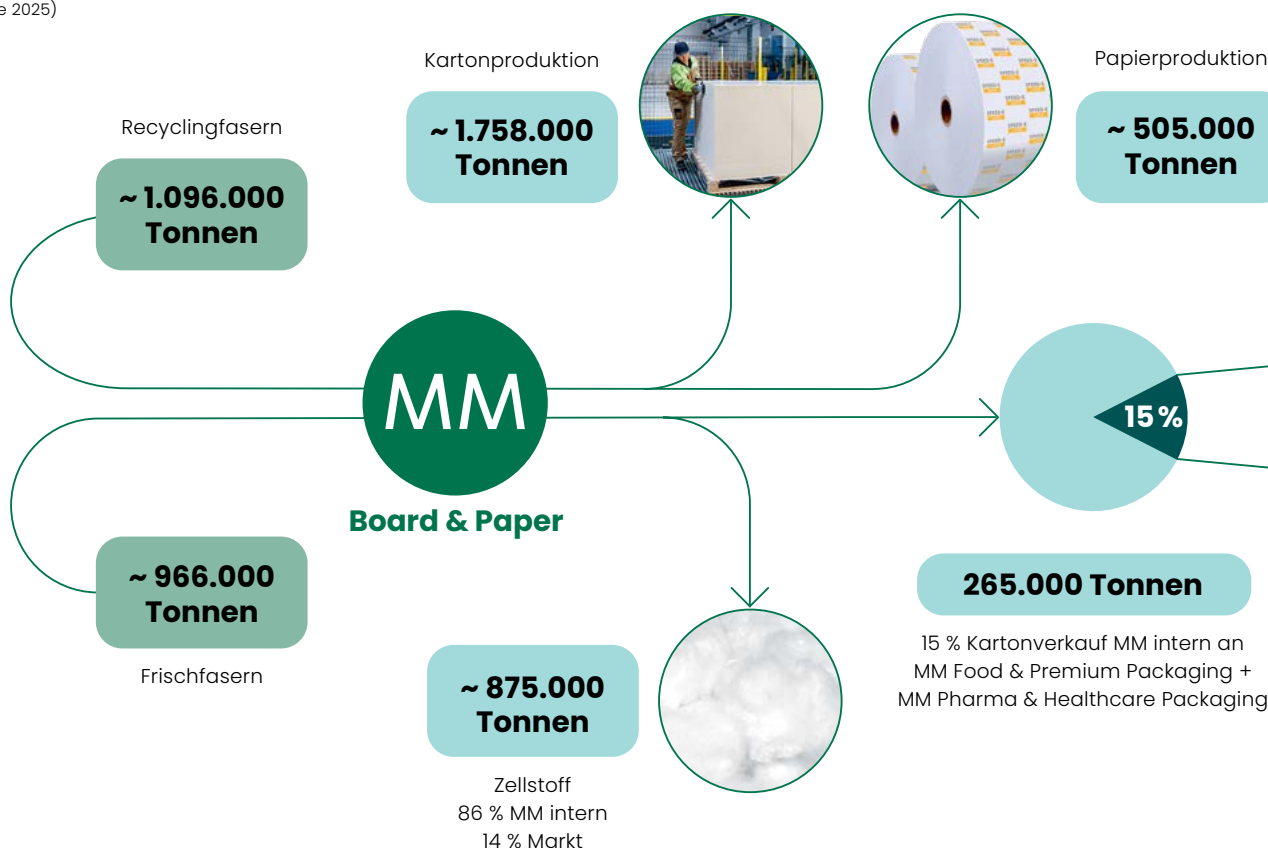 2025)
Kartonproduktion
~ 1.758.000
Tonnen
Papierproduktion
~ 505.000
Tonnen
Recyclingfasern
~ 1.096.000
Tonnen
MM
Board & Paper
15 %
~ 966.000
Tonnen
Frischfasern
265.000 Tonnen
15 % Kartonverkauf MM intern an
MM Food & Premium Packaging +
MM Pharma & Healthcare Packaging
~ 875.000
Tonnen
Zellstoff
86 % MM intern
14 % Markt